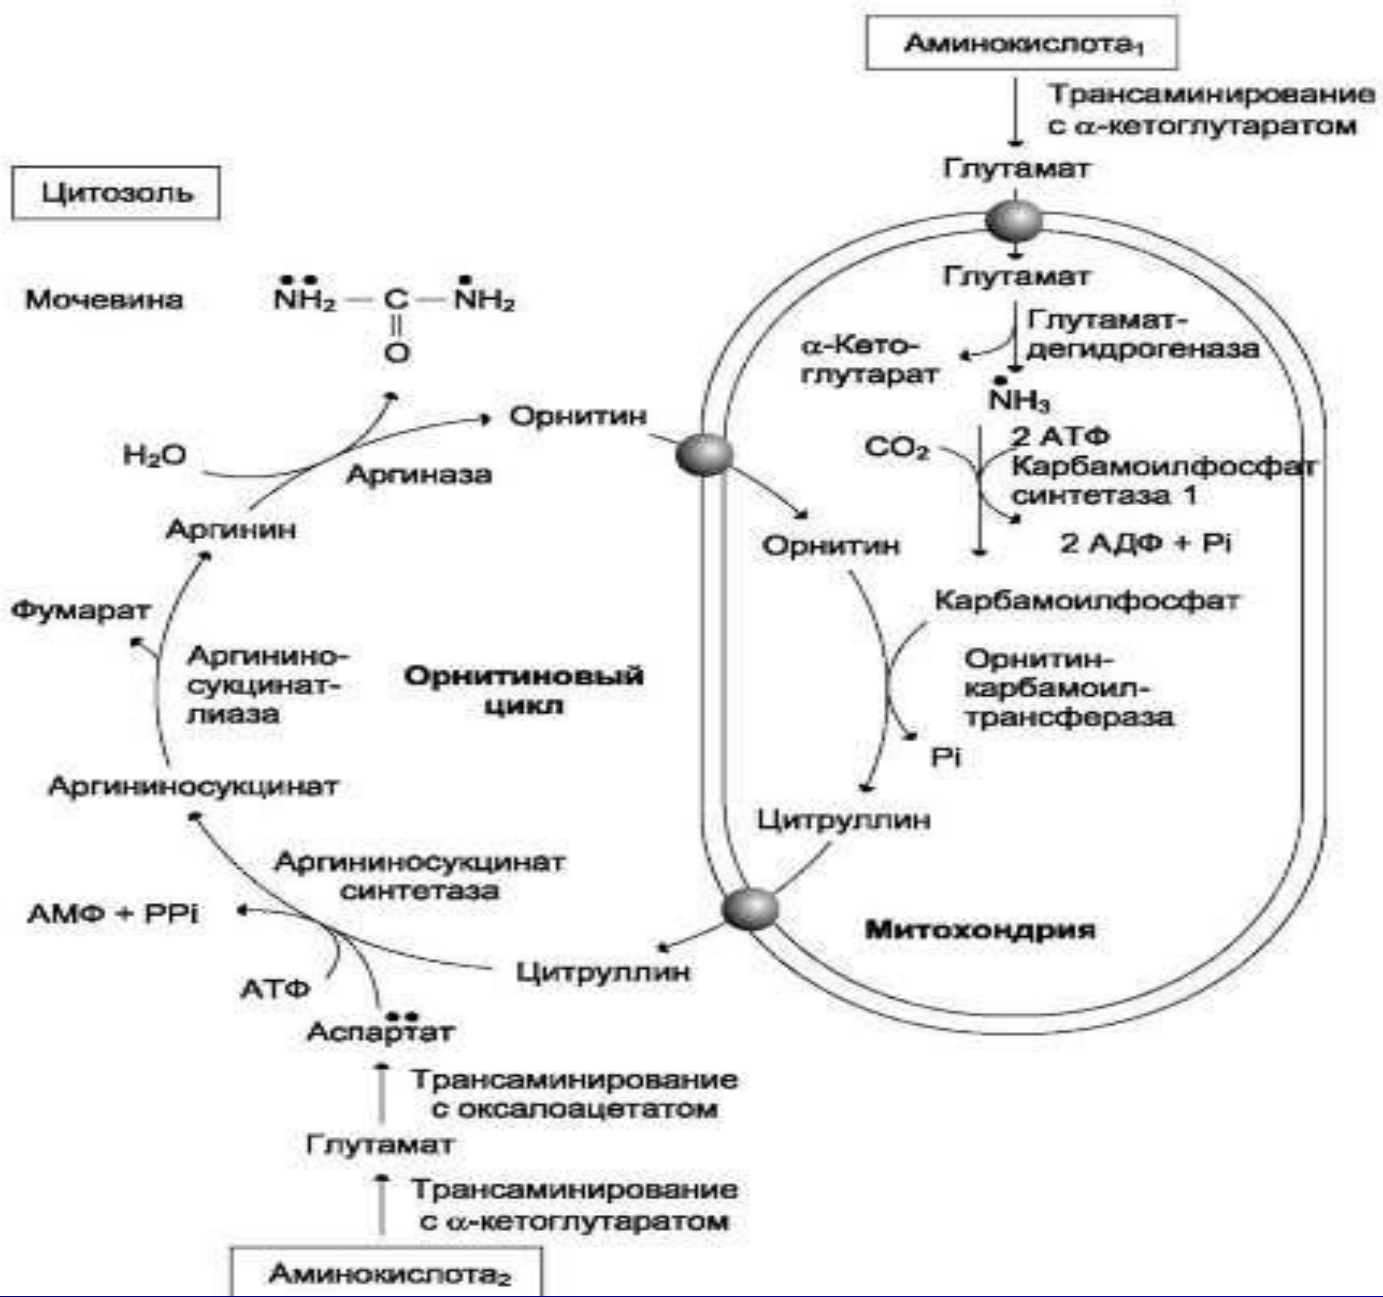 Аминокислота₁
Трансаминирование
с α-кетоглутаратом
Глутамат
Цитозоль
Глутамат
Мочевина
NH₂ — C — NH₂
O
Глутамат-
дегидрогеназа
α-Кето-
глутарат
NH₃
Орнитин
CO₂
2 АТФ
Карбамоилфосфат
синтетаза 1
2 АДФ + Pi
H₂O
Аргиназа
Аргинин
Орнитин
Карбамоилфосфат
Фумарат
Аргинино-
сукцинат-
лиаза
Орнитиновый
цикл
Орнитин-
карбамоил-
трансфераза
Pi
Аргининосукцинат
Цитруллин
Аргининосукцинат
синтетаза
АМФ + PPi
Митохондрия
Цитруллин
АТФ
Аспартат
Трансаминирование
с оксалоацетатом
Глутамат
Трансаминирование
с α-кетоглутаратом
Аминокислота₂